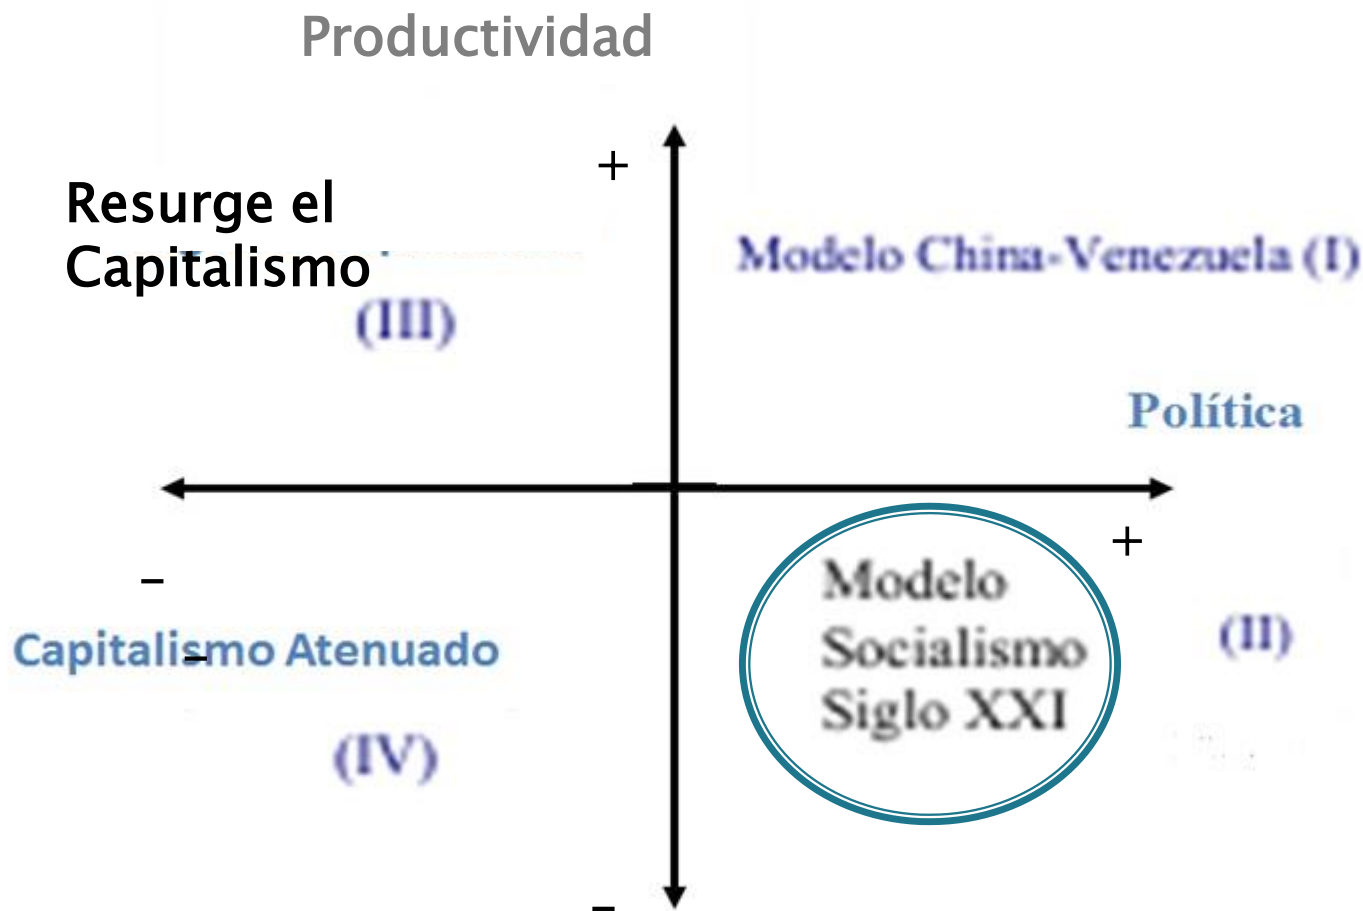 Productividad
+
Resurge el
Capitalismo
(III)
Modelo China-Venezuela (I)
Política
+
–
Capitalismo Atenuado
–
(IV)
Modelo
Socialismo
Siglo XXI
(II)
–